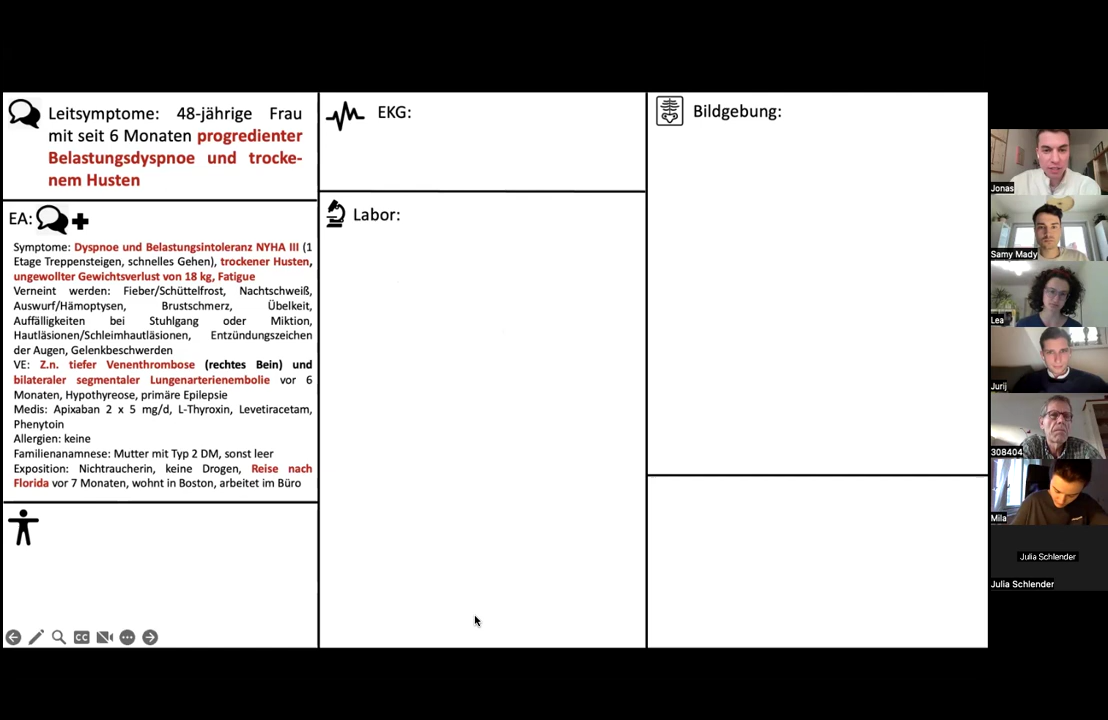 Leitsymptome: 48-jährige Frau
mit seit 6 Monaten progredienter
Belastungsdyspnoe und trocke-
nem Husten
EA:
Symptome: Dyspnoe und Belastungsintoleranz NYHA III (1
Etage Treppensteigen, schnelles Gehen), trockener Husten,
ungewollter Gewichtsverlust von 18 kg, Fatigue
Verneint werden: Fieber/Schüttelfrost, Nachtschweiß,
Auswurf/Hämoptysen, Brustschmerz, Übelkeit,
Auffälligkeiten bei Stuhlgang oder Miktion,
Hautläsionen/Schleimhautläsionen, Entzündungszeichen
der Augen, Gelenkbeschwerden
VE: Z.n. tiefer Venenthrombose (rechtes Bein) und
bilateraler segmentaler Lungenarterienembolie vor 6
Monaten, Hypothyreose, primäre Epilepsie
Medis: Apixaban 2 x 5 mg/d, L-Thyroxin, Levetiracetam,
Phenytoin
Allergien: keine
Familienanamnese: Mutter mit Typ 2 DM, sonst leer
Exposition: Nichtraucherin, keine Drogen, Reise nach
Florida vor 7 Monaten, wohnt in Boston, arbeitet im Büro
CC
EKG:
Labor:
Bildgebung:
Jonas
Samy Mady
Lea
Jurij
308404
Mila
Julia Schlender
Julia Schlender